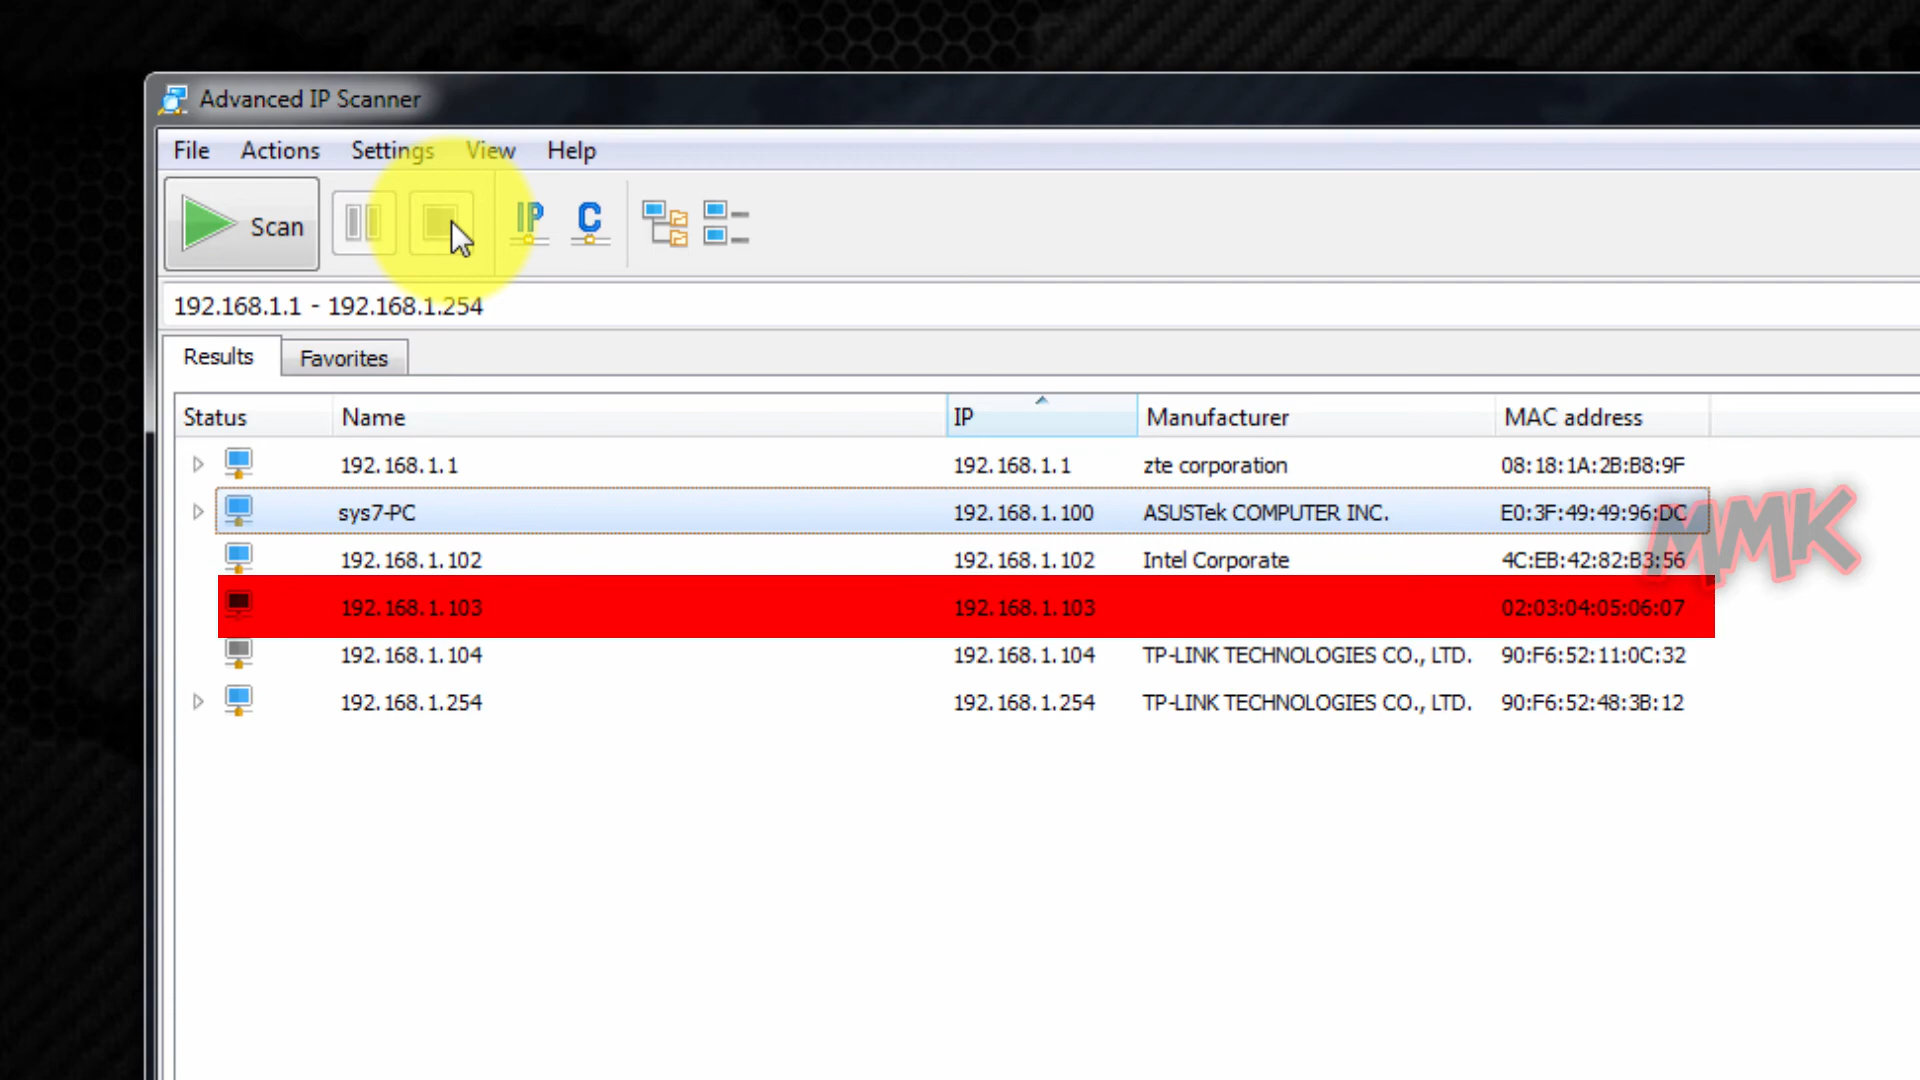 Advanced IP Scanner
File Actions Settings View Help
Scan IP C
192.168.1.1 - 192.168.1.254
Results Favorites
Status Name IP Manufacturer MAC address
192.168.1.1 192.168.1.1 zte corporation 08:18:1A:2B:B8:9F
sys7-PC 192.168.1.100 ASUSTek COMPUTER INC. E0:3F:49:49:96:DC
MMK
192.168.1.102 192.168.1.102 Intel Corporate 4C:EB:42:82:B3:56
192.168.1.103 192.168.1.103 02:03:04:05:06:07
192.168.1.104 192.168.1.104 TP-LINK TECHNOLOGIES CO., LTD. 90:F6:52:11:0C:32
192.168.1.254 192.168.1.254 TP-LINK TECHNOLOGIES CO., LTD. 90:F6:52:48:3B:12